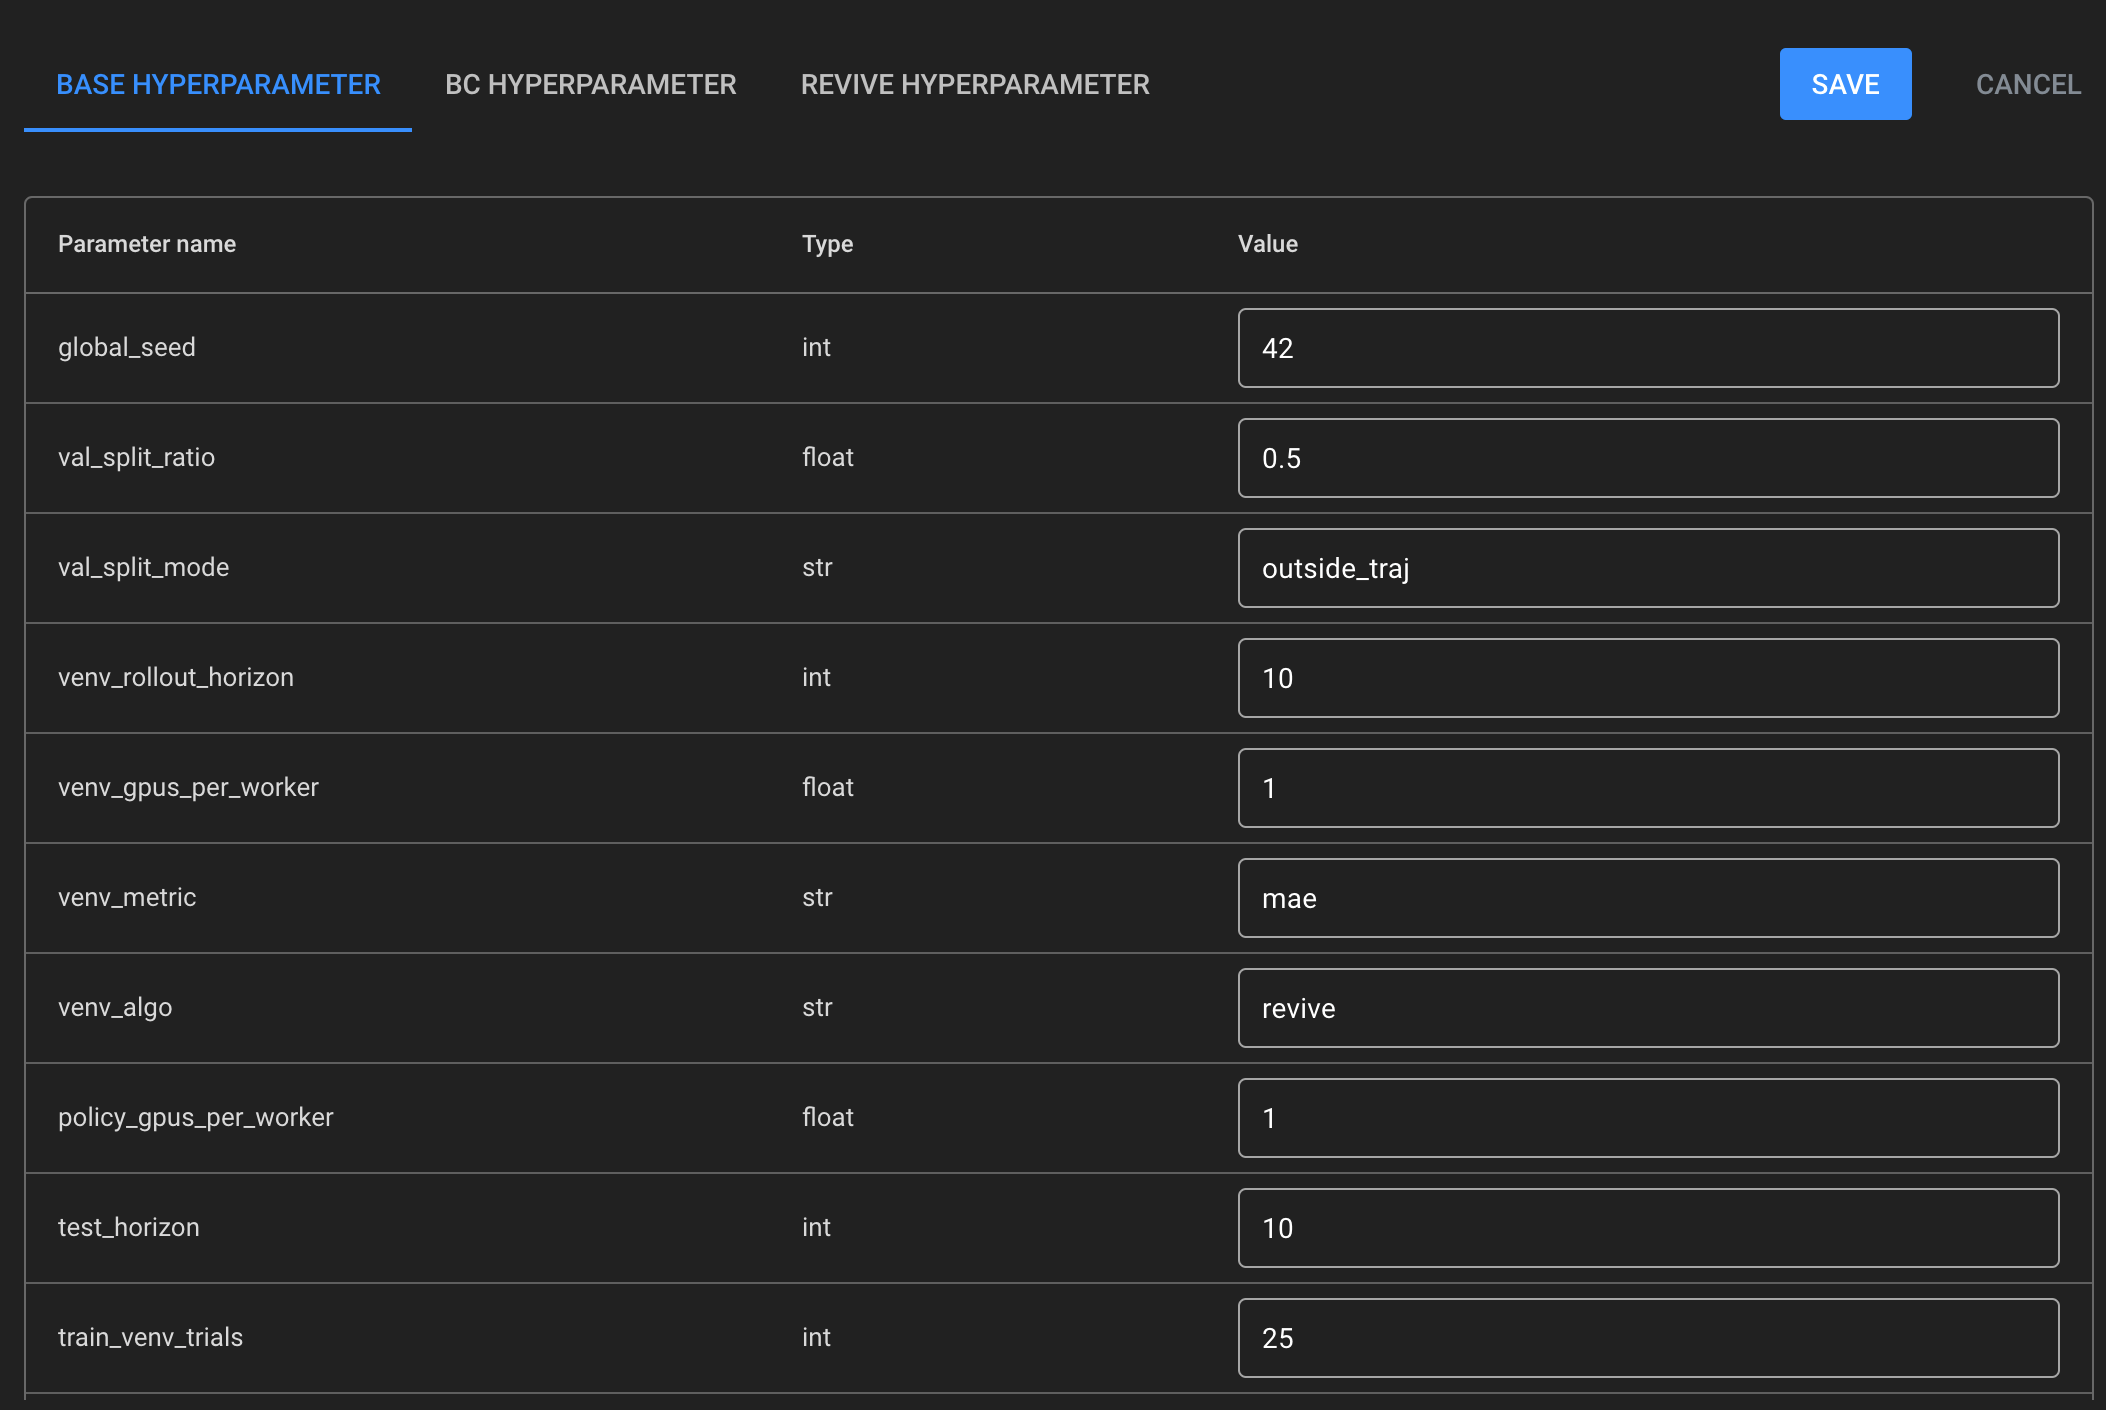 BASE HYPERPARAMETER BC HYPERPARAMETER REVIVE HYPERPARAMETER SAVE CANCEL
Parameter name Type Value
global_seed int 42
val_split_ratio float 0.5
val_split_mode str outside_traj
venv_rollout_horizon int 10
venv_gpus_per_worker float 1
venv_metric str mae
venv_algo str revive
policy_gpus_per_worker float 1
test_horizon int 10
train_venv_trials int 25